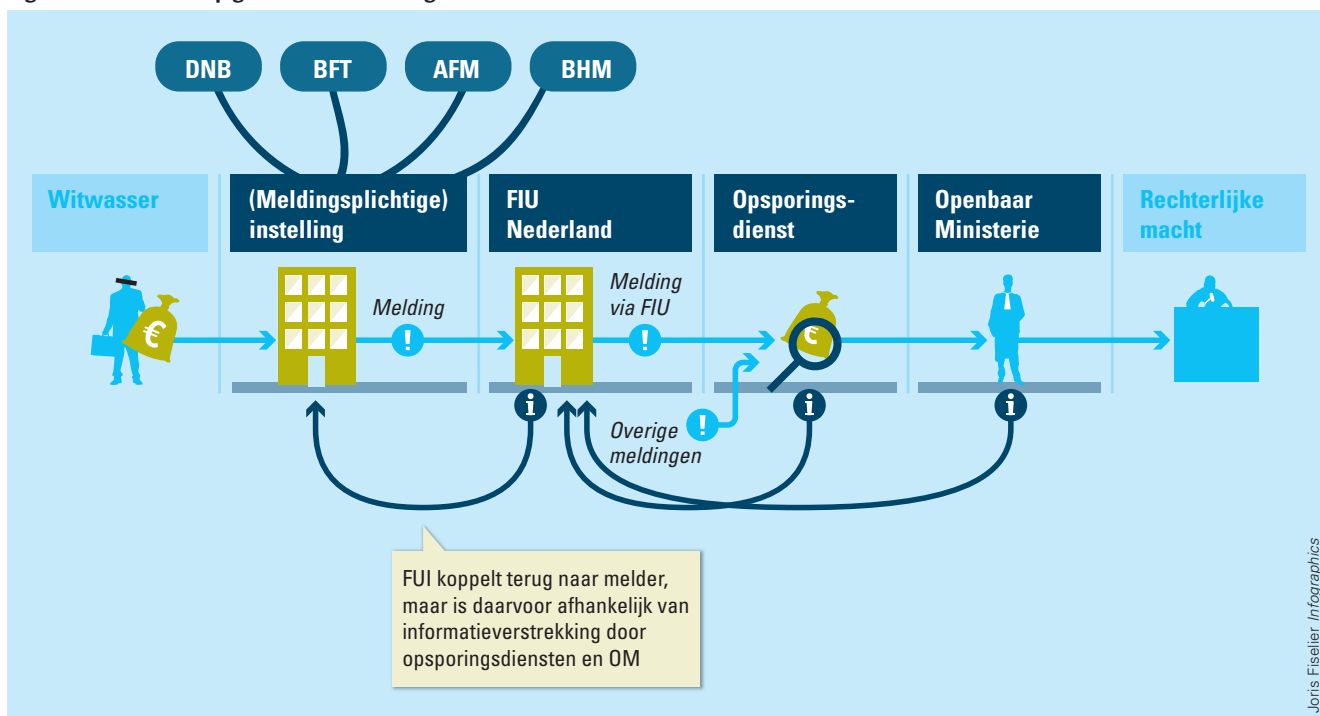 DNB
BFT
AFM
BHM
Witwasser
(Meldingsplichtige)
instelling
FIU
Nederland
Opsporings-
dienst
Openbaar
Ministerie
Rechterlijke
macht
Melding
Melding
via FIU
€
!
!
€
i
i
i
Overige
meldingen
!
FUI koppelt terug naar melder,
maar is daarvoor afhankelijk van
informatieverstrekking door
opsporingsdiensten en OM
Joris Fiselier Infographics